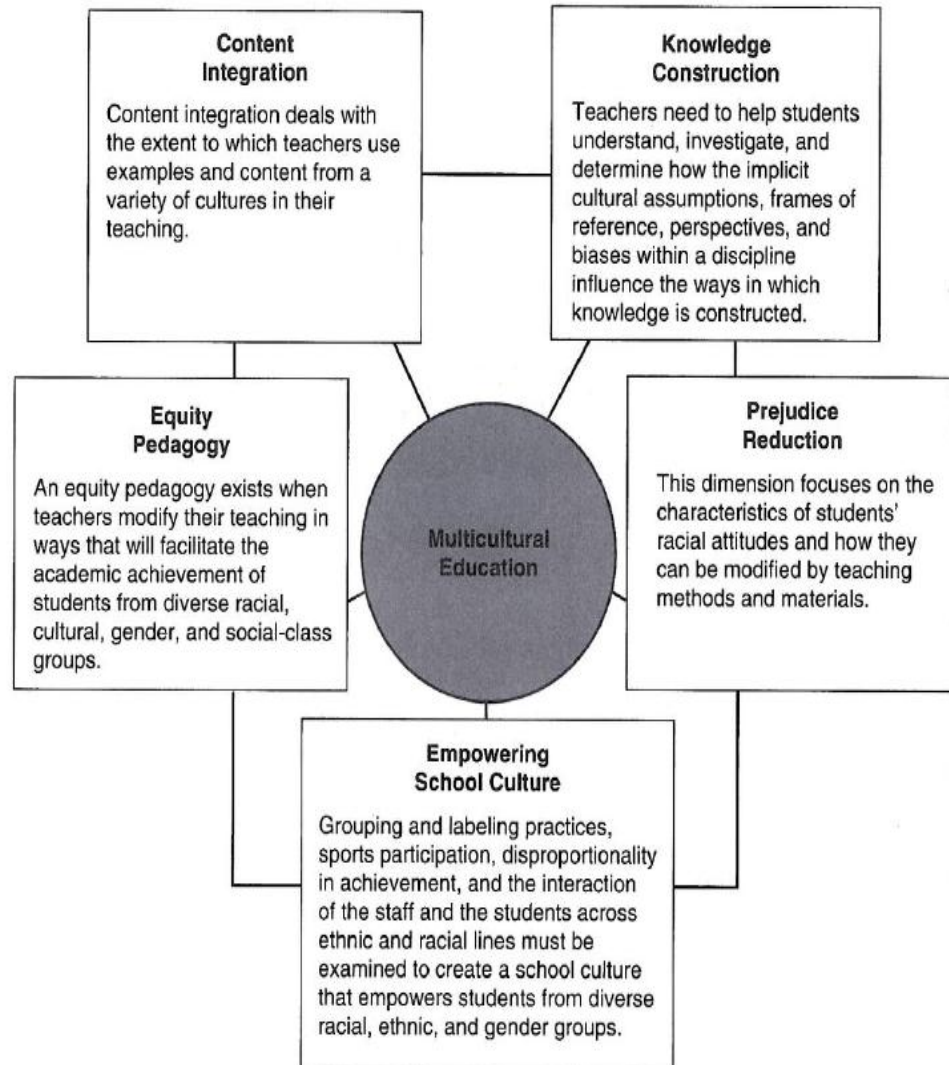 Content
Integration
Content integration deals with
the extent to which teachers use
examples and content from a
variety of cultures in their
teaching.
Knowledge
Construction
Teachers need to help students
understand, investigate, and
determine how the implicit
cultural assumptions, frames of
reference, perspectives, and
biases within a discipline
influence the ways in which
knowledge is constructed.
Equity
Pedagogy
An equity pedagogy exists when
teachers modify their teaching in
ways that will facilitate the
academic achievement of
students from diverse racial,
cultural, gender, and social-class
groups.
Multicultural
Education
Prejudice
Reduction
This dimension focuses on the
characteristics of students'
racial attitudes and how they
can be modified by teaching
methods and materials.
Empowering
School Culture
Grouping and labeling practices,
sports participation, disproportionality
in achievement, and the interaction
of the staff and the students across
ethnic and racial lines must be
examined to create a school culture
that empowers students from diverse
racial, ethnic, and gender groups.